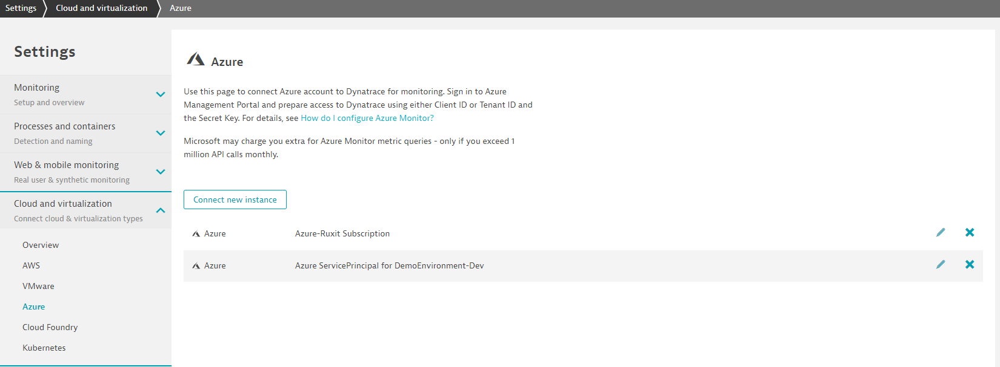 Settings
Cloud and virtualization
Azure
Settings
Monitoring
Setup and overview
Processes and containers
Detection and naming
Web & mobile monitoring
Real user & synthetic monitoring
Cloud and virtualization
Connect cloud & virtualization types
Overview
AWS
VMware
Azure
Cloud Foundry
Kubernetes
Azure
Use this page to connect Azure account to Dynatrace for monitoring. Sign in to Azure
Management Portal and prepare access to Dynatrace using either Client ID or Tenant ID and
the Secret Key. For details, see How do I configure Azure Monitor?
Microsoft may charge you extra for Azure Monitor metric queries - only if you exceed 1
million API calls monthly.
Connect new instance
Azure Azure-Ruxit Subscription
Azure Azure ServicePrincipal for DemoEnvironment-Dev